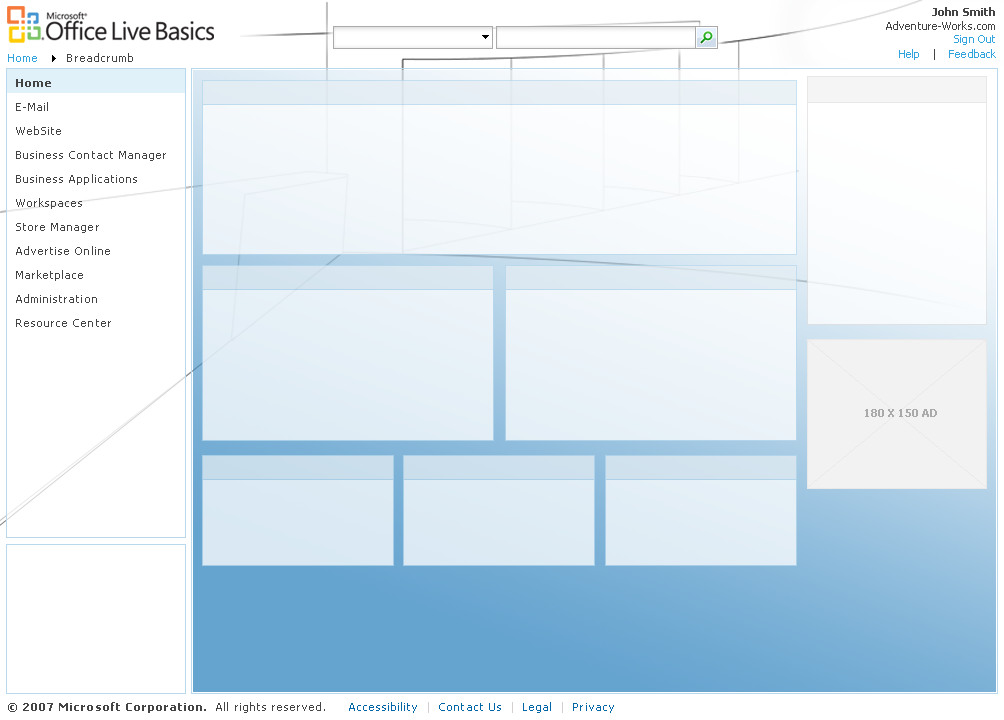 Microsoft®
Office Live Basics
John Smith
Adventure-Works.com
Sign Out
Help | Feedback
Home Breadcrumb
Home
E-Mail
WebSite
Business Contact Manager
Business Applications
Workspaces
Store Manager
Advertise Online
Marketplace
Administration
Resource Center
180 X 150 AD
© 2007 Microsoft Corporation. All rights reserved. Accessibility | Contact Us | Legal | Privacy